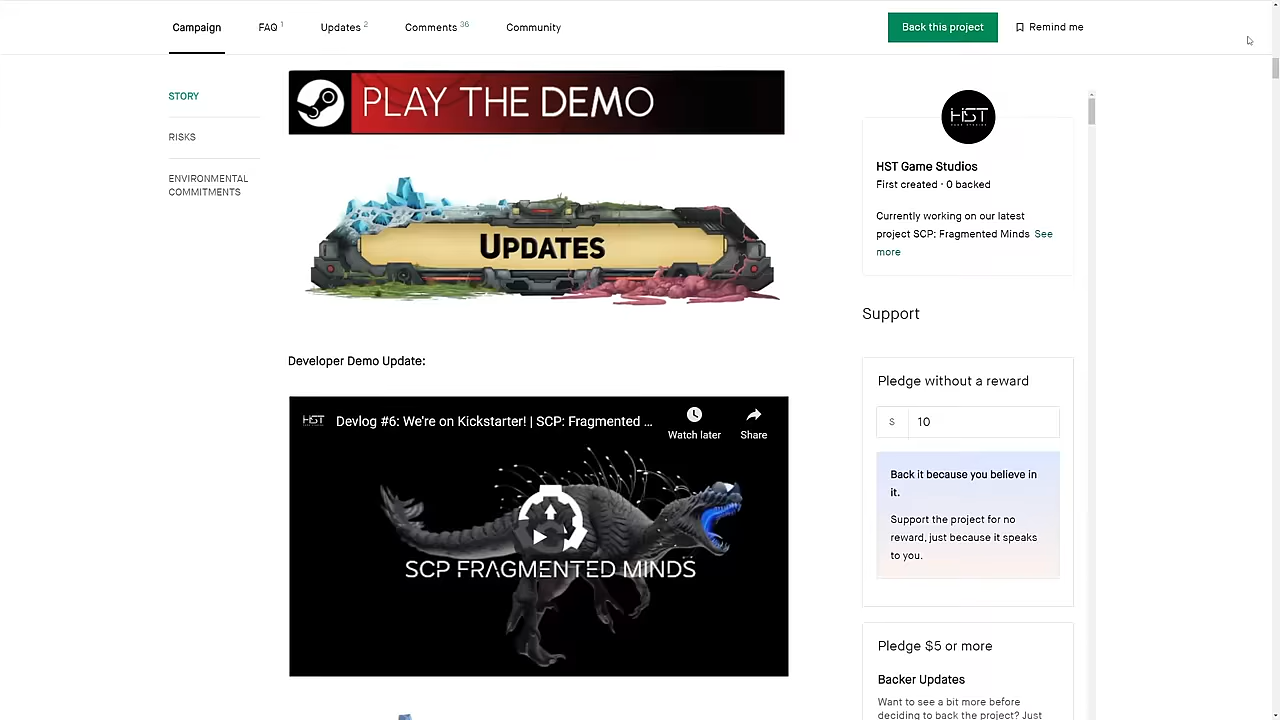 Campaign
FAQ 1
Updates 2
Comments 36
Community
Back this project
Remind me
STORY
RISKS
ENVIRONMENTAL
COMMITMENTS
PLAY THE DEMO
UPDATES
Developer Demo Update:
HST
Devlog #6: We're on Kickstarter! | SCP: Fragmented ...
Watch later
Share
SCP FRAGMENTED MINDS
HST
HST Game Studios
First created · 0 backed
Currently working on our latest
project SCP: Fragmented Minds See
more
Support
Pledge without a reward
$ 10
Back it because you believe in
it.
Support the project for no
reward, just because it speaks
to you.
Pledge $5 or more
Backer Updates
Want to see a bit more before
deciding to back the project? Just